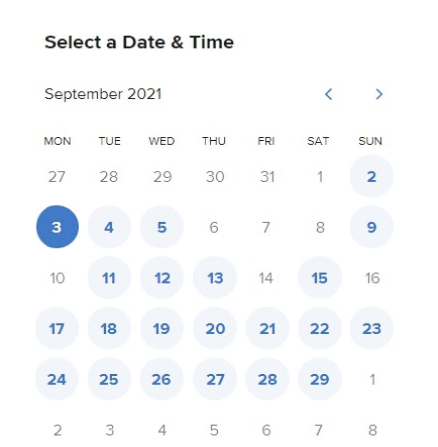 Select a Date & Time
September 2021 < >
MON TUE WED THU FRI SAT SUN
27 28 29 30 31 1 2
3 4 5 6 7 8 9
10 11 12 13 14 15 16
17 18 19 20 21 22 23
24 25 26 27 28 29 1
2 3 4 5 6 7 8